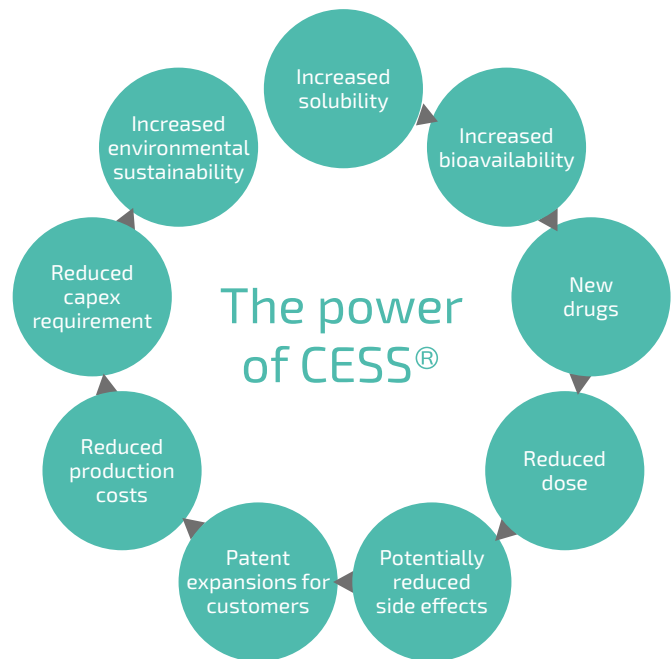 Increased
solubility
Increased
bioavailability
New
drugs
Reduced
dose
Potentially
reduced
side effects
Patent
expansions for
customers
Reduced
production
costs
Reduced
capex
requirement
Increased
environmental
sustainability
The power
of CESS®